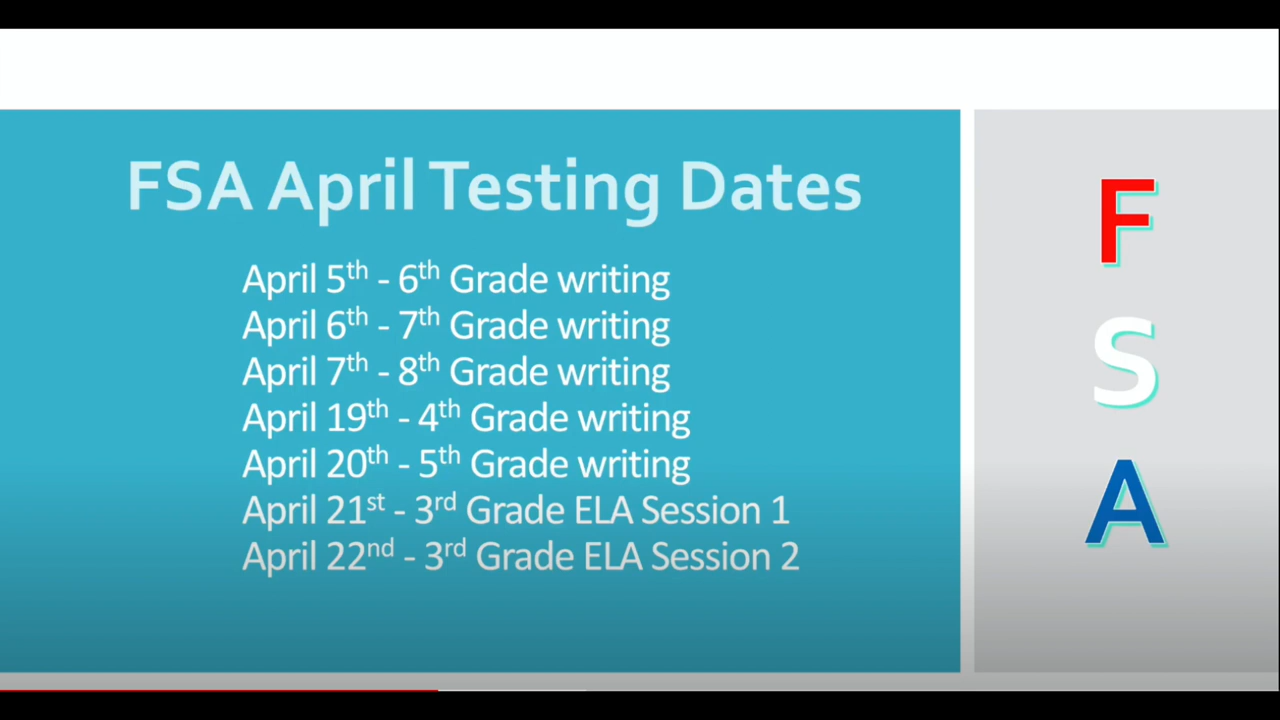 FSA April Testing Dates
April 5th - 6th Grade writing
April 6th - 7th Grade writing
April 7th - 8th Grade writing
April 19th - 4th Grade writing
April 20th - 5th Grade writing
April 21st - 3rd Grade ELA Session 1
April 22nd - 3rd Grade ELA Session 2
F
S
A